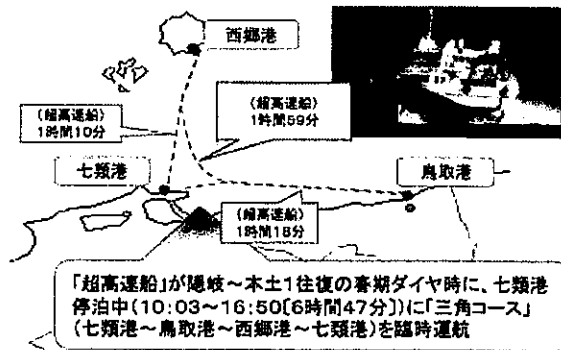 西郷港
(超高速船)
1時間10分
(超高速船)
1時間59分
七類港
鳥取港
(超高速船)
1時間18分
「超高速船」が隠岐～本土1往復の春期ダイヤ時に、七類港
停泊中(10:03～16:50〔6時間47分〕)に「三角コース」
(七類港～鳥取港～西郷港～七類港)を臨時運航